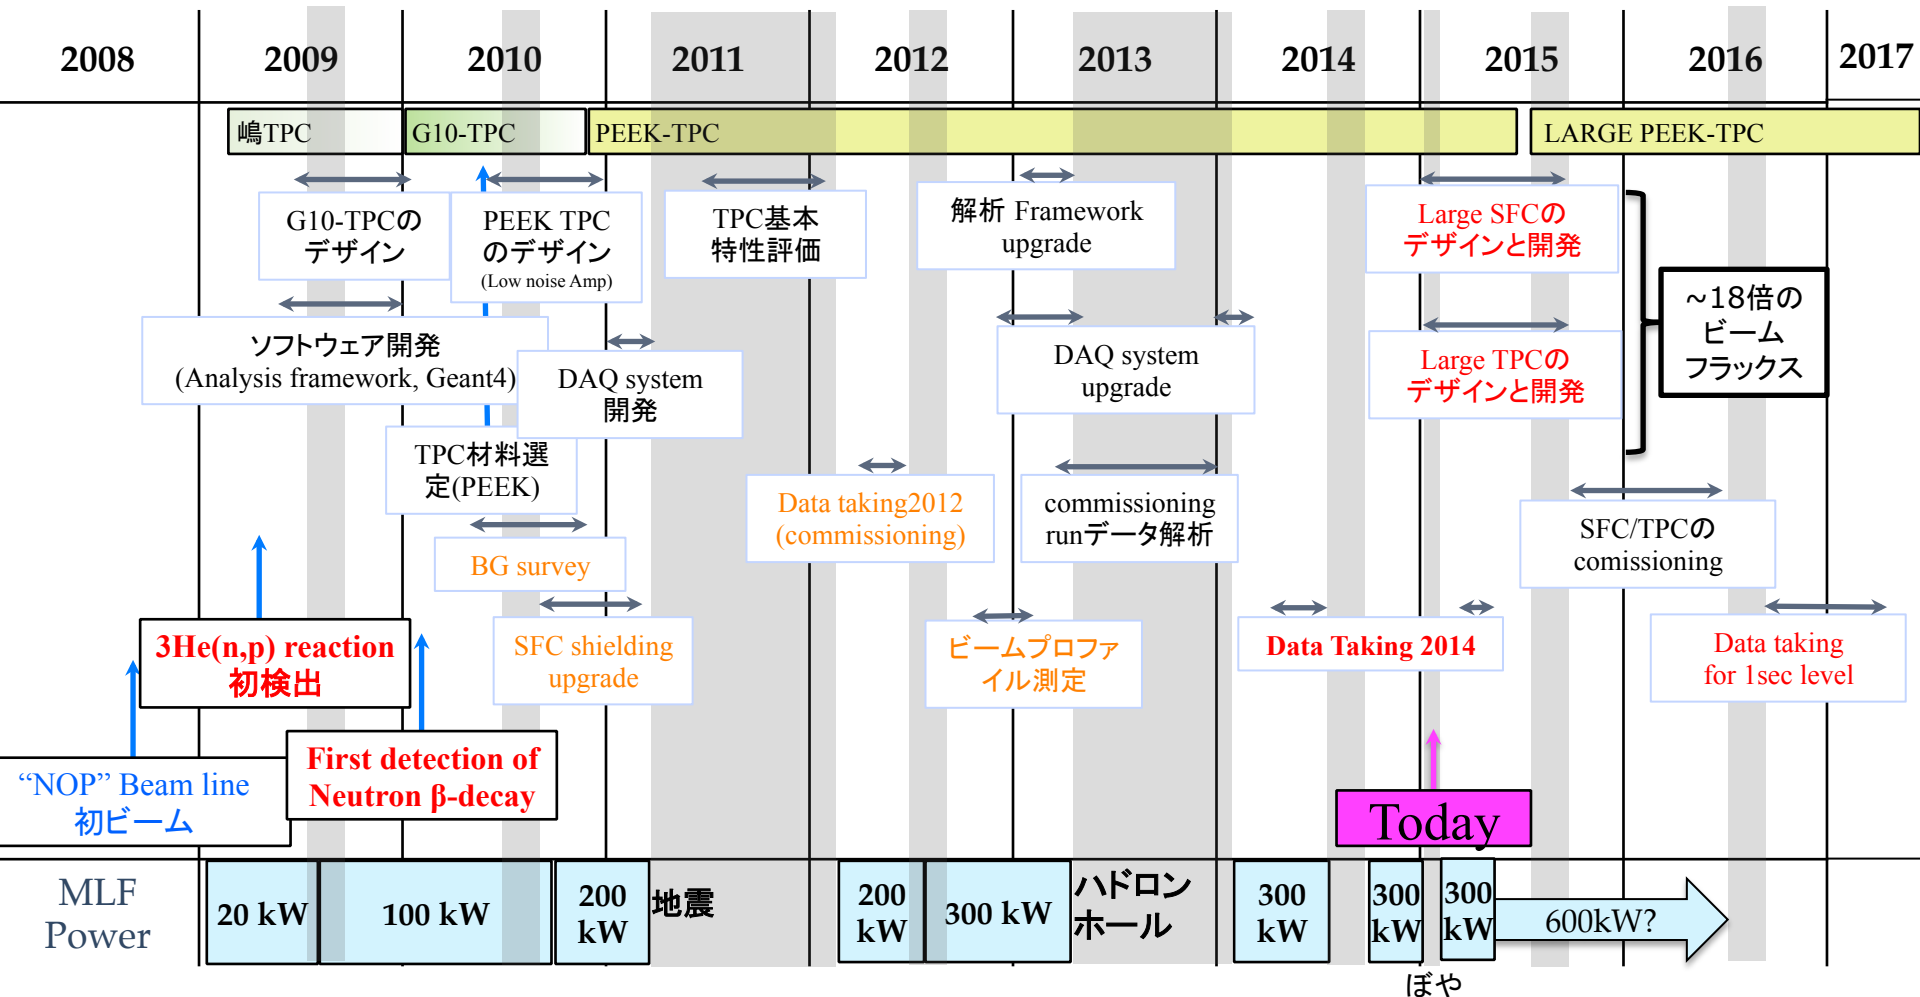 2008
2009
2010
2011
2012
2013
2014
2015
2016
2017
嶋TPC
G10-TPC
PEEK-TPC
LARGE PEEK-TPC
G10-TPCの
デザイン
PEEK TPC
のデザイン
(Low noise Amp)
TPC基本
特性評価
解析 Framework
upgrade
Large SFCの
デザインと開発
~18倍の
ビーム
フラックス
ソフトウェア開発
(Analysis framework, Geant4)
DAQ system
開発
DAQ system
upgrade
Large TPCの
デザインと開発
TPC材料選
定(PEEK)
Data taking2012
(commissioning)
commissioning
runデータ解析
SFC/TPCの
comissioning
BG survey
3He(n,p) reaction
初検出
SFC shielding
upgrade
ビームプロファ
イル測定
Data Taking 2014
Data taking
for 1sec level
“NOP” Beam line
初ビーム
First detection of
Neutron β-decay
Today
MLF
Power
20 kW
100 kW
200
kW
地震
200
kW
300 kW
ハドロン
ホール
300
kW
300
kW
300
kW
600kW?
ぼや